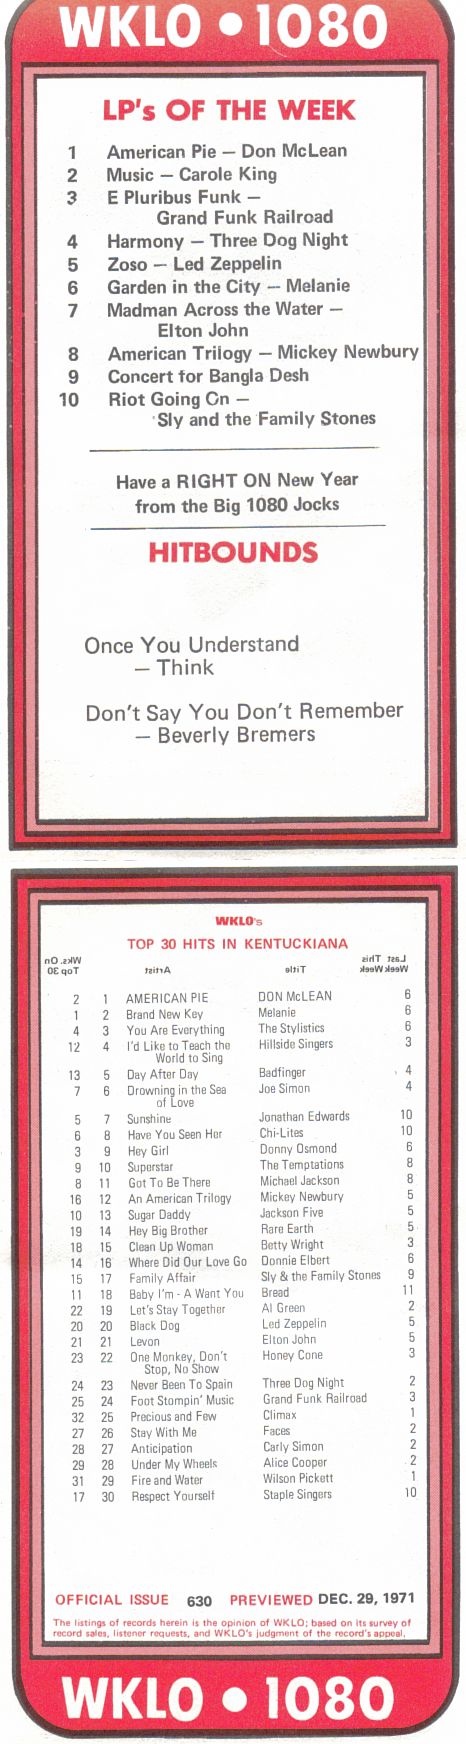 WKLO • 1080
LP's OF THE WEEK
1 American Pie — Don McLean
2 Music — Carole King
3 E Pluribus Funk —
Grand Funk Railroad
4 Harmony — Three Dog Night
5 Zoso — Led Zeppelin
6 Garden in the City — Melanie
7 Madman Across the Water —
Elton John
8 American Trilogy — Mickey Newbury
9 Concert for Bangla Desh
10 Riot Going On —
Sly and the Family Stones
Have a RIGHT ON New Year
from the Big 1080 Jocks
HITBOUNDS
Once You Understand
— Think
Don't Say You Don't Remember
— Beverly Bremers
WKLO's
TOP 30 HITS IN KENTUCKIANA
Wks. On Last This
Top 30 Artist Title Week Week
2 1 AMERICAN PIE DON McLEAN 6
1 2 Brand New Key Melanie 6
4 3 You Are Everything The Stylistics 6
12 4 I'd Like to Teach the Hillside Singers 3
World to Sing
13 5 Day After Day Badfinger 4
7 6 Drowning in the Sea Joe Simon 4
of Love
5 7 Sunshine Jonathan Edwards 10
6 8 Have You Seen Her Chi-Lites 10
3 9 Hey Girl Donny Osmond 6
9 10 Superstar The Temptations 8
8 11 Got To Be There Michael Jackson 8
16 12 An American Trilogy Mickey Newbury 5
10 13 Sugar Daddy Jackson Five 5
19 14 Hey Big Brother Rare Earth 5
18 15 Clean Up Woman Betty Wright 3
14 16 Where Did Our Love Go Donnie Elbert 6
15 17 Family Affair Sly & the Family Stones 9
11 18 Baby I'm - A Want You Bread 11
22 19 Let's Stay Together Al Green 2
20 20 Black Dog Led Zeppelin 5
21 21 Levon Elton John 5
23 22 One Monkey, Don't Honey Cone 3
Stop, No Show
24 23 Never Been To Spain Three Dog Night 2
25 24 Foot Stompin' Music Grand Funk Railroad 3
32 25 Precious and Few Climax 1
27 26 Stay With Me Faces 2
28 27 Anticipation Carly Simon 2
29 28 Under My Wheels Alice Cooper 2
31 29 Fire and Water Wilson Pickett 1
17 30 Respect Yourself Staple Singers 10
OFFICIAL ISSUE 630 PREVIEWED DEC. 29, 1971
The listings of records herein is the opinion of WKLO; based on its survey of
record sales, listener requests, and WKLO's judgment of the record's appeal.
WKLO • 1080